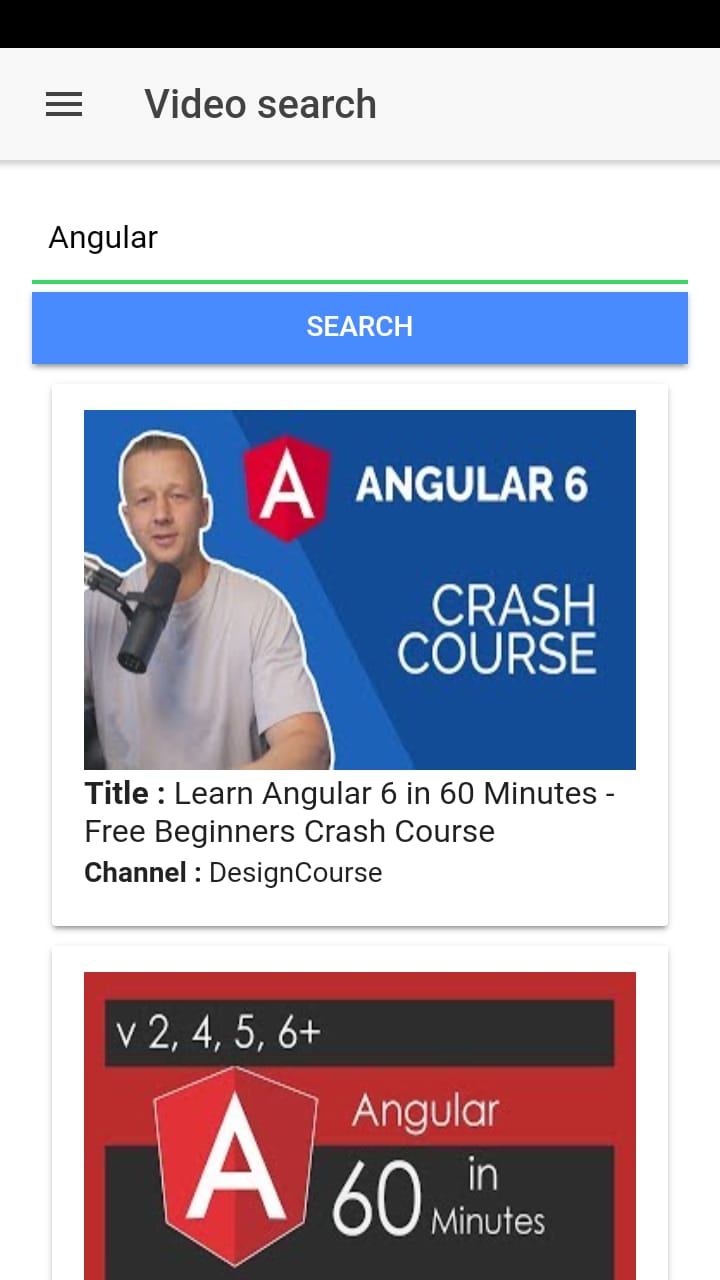 Video search
Angular
SEARCH
A ANGULAR 6
CRASH
COURSE
Title : Learn Angular 6 in 60 Minutes -
Free Beginners Crash Course
Channel : DesignCourse
v 2, 4, 5, 6+
Angular
A 60 in
Minutes